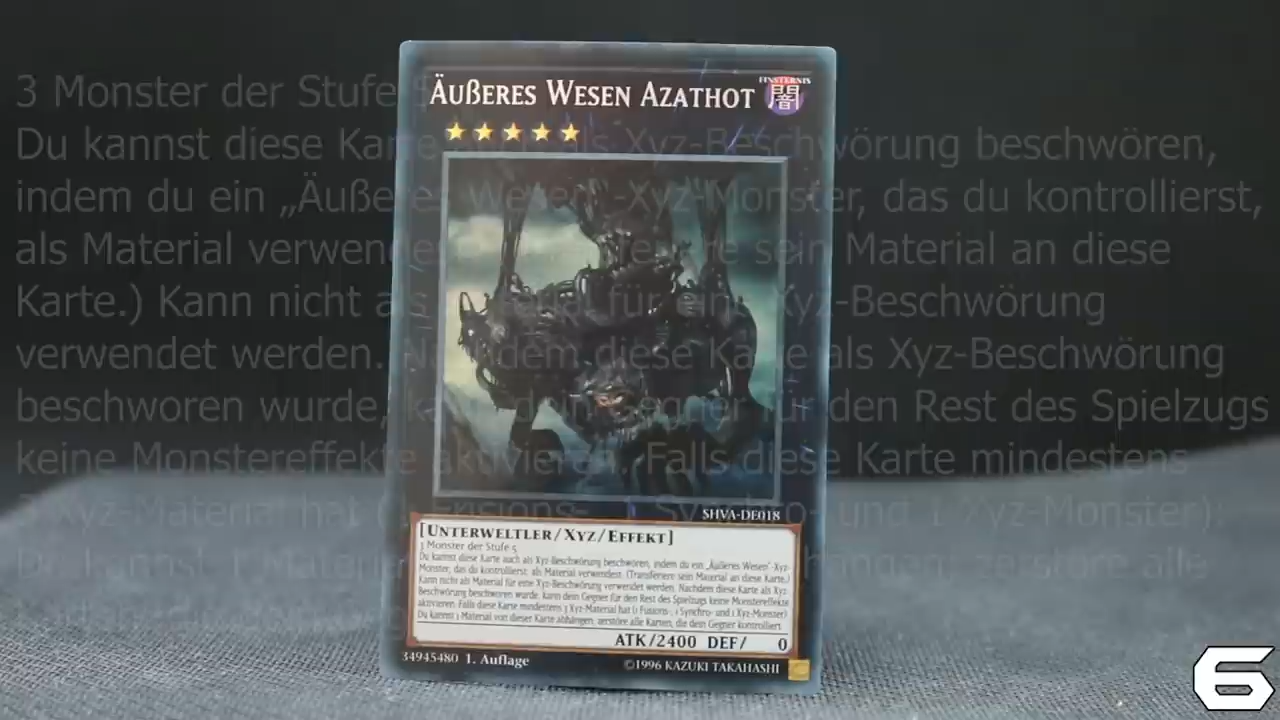 3 Monster der Stufe
Du kannst diese Karte als Xyz-Beschwörung beschwören,
indem du ein „Äußeres Wesen“-Xyz-Monster, das du kontrollierst,
als Material verwendest sein Material an diese
Karte.) Kann nicht als Material für eine Xyz-Beschwörung
verwendet werden. Nachdem diese Karte als Xyz-Beschwörung
beschworen wurde, kann dein Gegner für den Rest des Spielzugs
keine Monstereffekte aktivieren. Falls diese Karte mindestens
3 Xyz-Material hat (1 Fusions-, 1 Synchro- und 1 Xyz-Monster):
ÄUßERES WESEN AZATHOT
FINSTERNIS
闇
SHVA-DE018
[UNTERWELTLER/XYZ/EFFEKT]
3 Monster der Stufe 5
Du kannst diese Karte auch als Xyz-Beschwörung beschwören, indem du ein „Äußeres Wesen“-Xyz-
Monster, das du kontrollierst, als Material verwendest. (Transferiere sein Material an diese Karte.)
Kann nicht als Material für eine Xyz-Beschwörung verwendet werden. Nachdem diese Karte als Xyz-
Beschwörung beschworen wurde, kann dein Gegner für den Rest des Spielzugs keine Monstereffekte
aktivieren. Falls diese Karte mindestens 3 Xyz-Material hat (1 Fusions-, 1 Synchro- und 1 Xyz-Monster):
Du kannst 1 Material von dieser Karte abhängen; zerstöre alle Karten, die dein Gegner kontrolliert.
ATK/2400 DEF/ 0
34945480 1. Auflage
©1996 KAZUKI TAKAHASHI
6